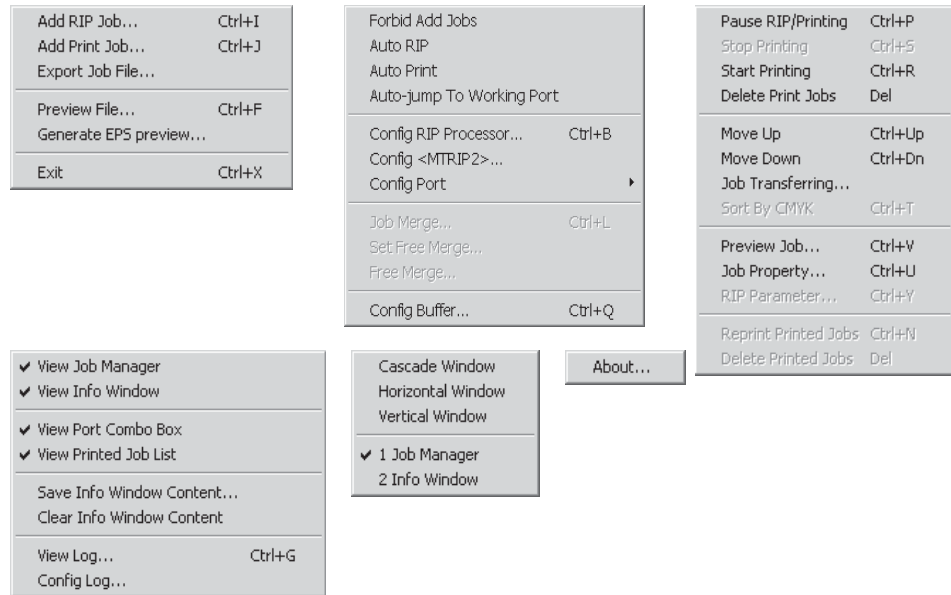 Add RIP Job... Ctrl+I
Add Print Job... Ctrl+J
Export Job File...
Preview File... Ctrl+F
Generate EPS preview...
Exit Ctrl+X
Forbid Add Jobs
Auto RIP
Auto Print
Auto-jump To Working Port
Config RIP Processor... Ctrl+B
Config <MTRIP2>...
Config Port
Job Merge... Ctrl+L
Set Free Merge...
Free Merge...
Config Buffer... Ctrl+Q
Pause RIP/Printing Ctrl+P
Stop Printing Ctrl+S
Start Printing Ctrl+R
Delete Print Jobs Del
Move Up Ctrl+Up
Move Down Ctrl+Dn
Job Transferring...
Sort By CMYK Ctrl+T
Preview Job... Ctrl+V
Job Property... Ctrl+U
RIP Parameter... Ctrl+Y
Reprint Printed Jobs Ctrl+N
Delete Printed Jobs Del
View Job Manager
View Info Window
View Port Combo Box
View Printed Job List
Save Info Window Content...
Clear Info Window Content
View Log... Ctrl+G
Config Log...
Cascade Window
Horizontal Window
Vertical Window
1 Job Manager
2 Info Window
About...